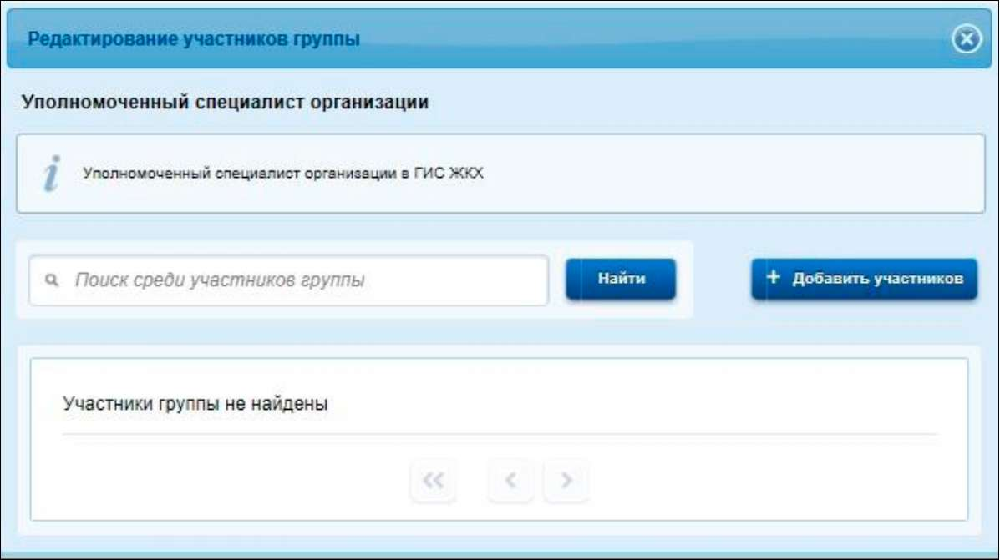 Редактирование участников группы
Уполномоченный специалист организации
Уполномоченный специалист организации в ГИС ЖКХ
Поиск среди участников группы
Найти
+ Добавить участников
Участники группы не найдены